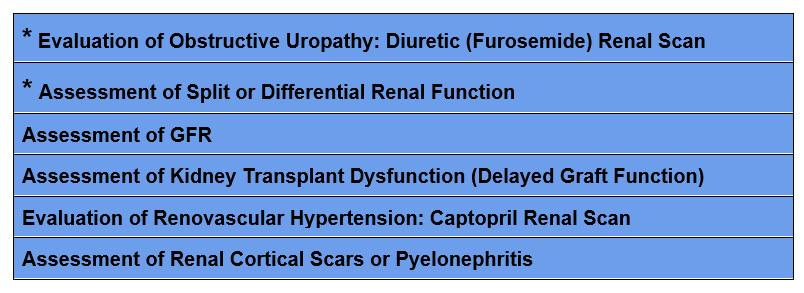 * Evaluation of Obstructive Uropathy: Diuretic (Furosemide) Renal Scan
* Assessment of Split or Differential Renal Function
Assessment of GFR
Assessment of Kidney Transplant Dysfunction (Delayed Graft Function)
Evaluation of Renovascular Hypertension: Captopril Renal Scan
Assessment of Renal Cortical Scars or Pyelonephritis